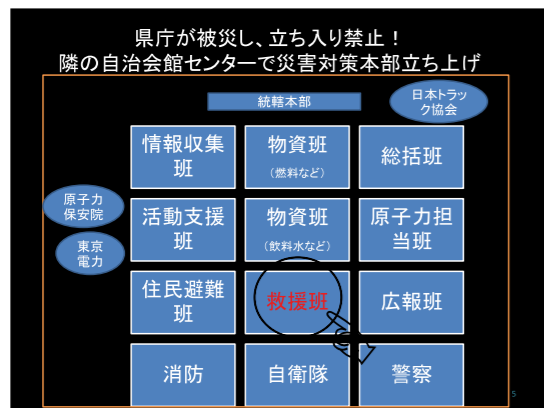 県庁が被災し、立ち入り禁止！
隣の自治会館センターで災害対策本部立ち上げ
統轄本部
日本トラッ
ク協会
情報収集
班
物資班
（燃料など）
総括班
原子力
保安院
活動支援
班
物資班
（飲料水など）
原子力担
当班
東京
電力
住民避難
班
救援班
広報班
消防
自衛隊
警察
5